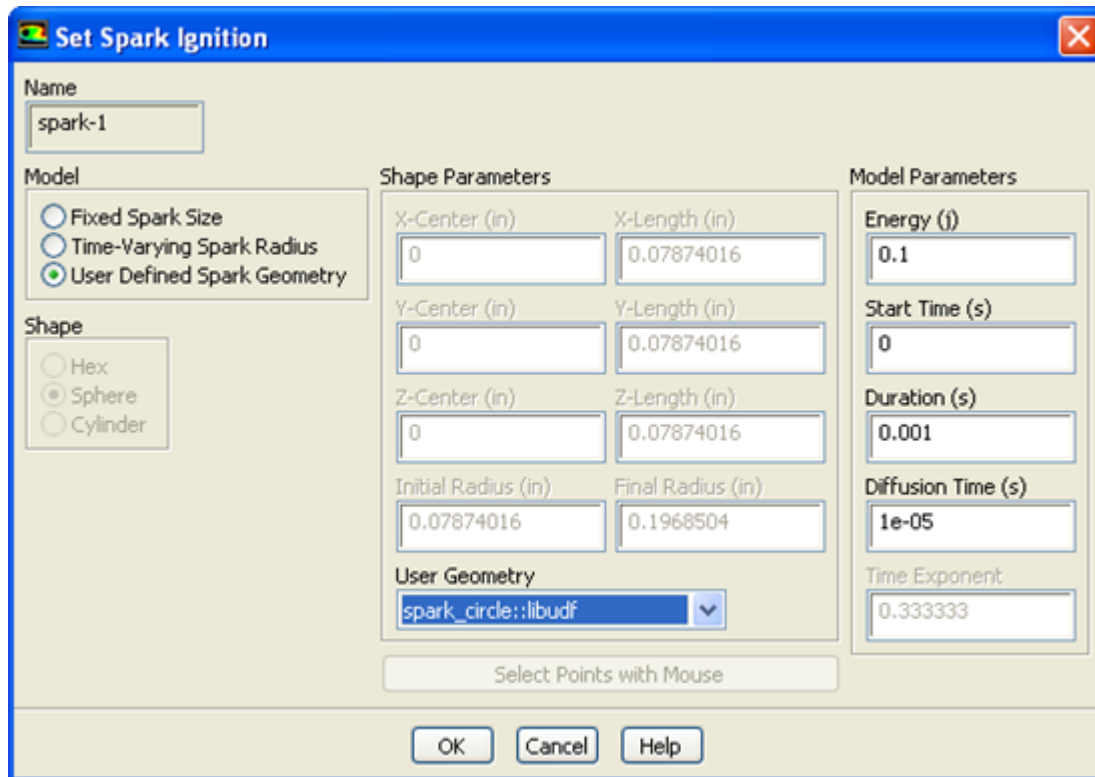 Set Spark Ignition
Name
spark-1
Model
Fixed Spark Size
Time-Varying Spark Radius
User Defined Spark Geometry
Shape
Hex
Sphere
Cylinder
Shape Parameters
X-Center (in) X-Length (in)
0 0.07874016
Y-Center (in) Y-Length (in)
0 0.07874016
Z-Center (in) Z-Length (in)
0 0.07874016
Initial Radius (in) Final Radius (in)
0.07874016 0.1968504
User Geometry
spark_circle::libudf
Select Points with Mouse
Model Parameters
Energy (j)
0.1
Start Time (s)
0
Duration (s)
0.001
Diffusion Time (s)
1e-05
Time Exponent
0.333333
OK Cancel Help